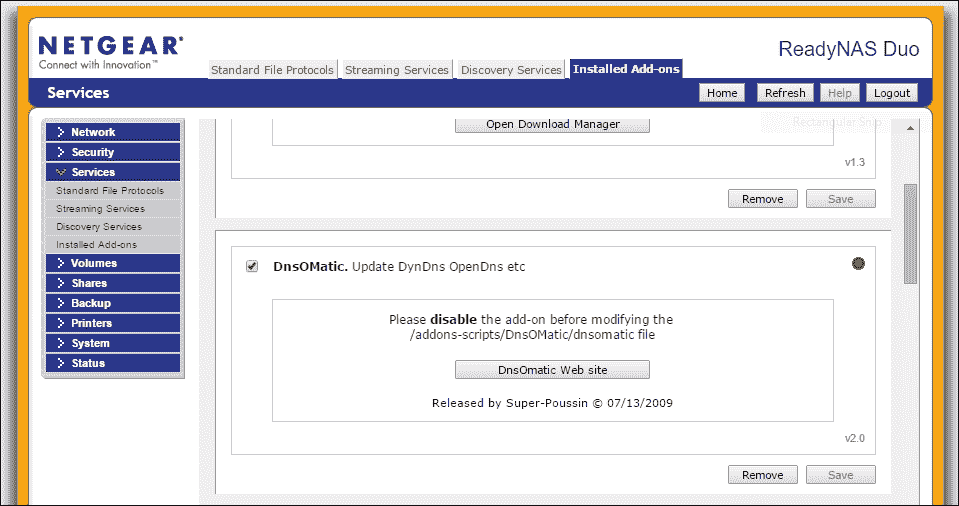 NETGEAR®
Connect with Innovation™
ReadyNAS Duo
Standard File Protocols Streaming Services Discovery Services Installed Add-ons
Services
Home Refresh Help Logout
Rectangular Snip
Network
Security
Services
Standard File Protocols
Streaming Services
Discovery Services
Installed Add-ons
Volumes
Shares
Backup
Printers
System
Status
Open Download Manager
v1.3
Remove Save
DnsOMatic. Update DynDns OpenDns etc
Please disable the add-on before modifying the
/addons-scripts/DnsOMatic/dnsomatic file
DnsOmatic Web site
Released by Super-Poussin © 07/13/2009
v2.0
Remove Save